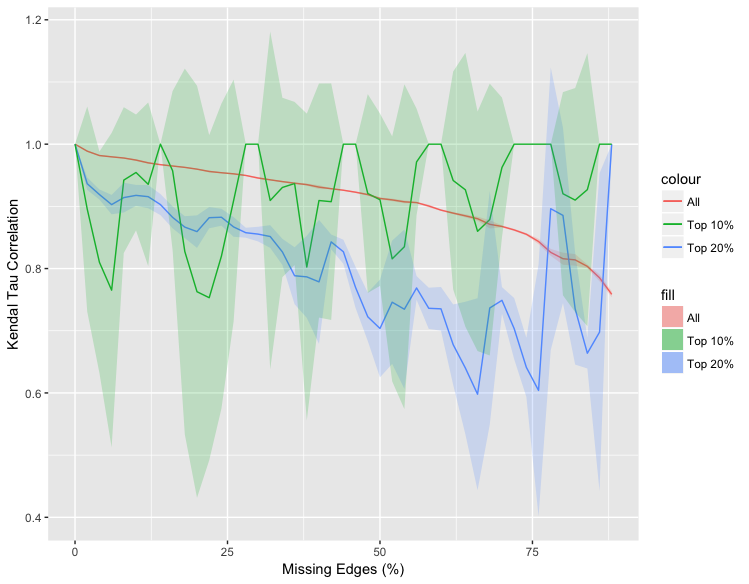 1.2
1.0
0.8
0.6
0.4
Kendal Tau Correlation
0
25
50
75
Missing Edges (%)
colour
All
Top 10%
Top 20%
fill
All
Top 10%
Top 20%